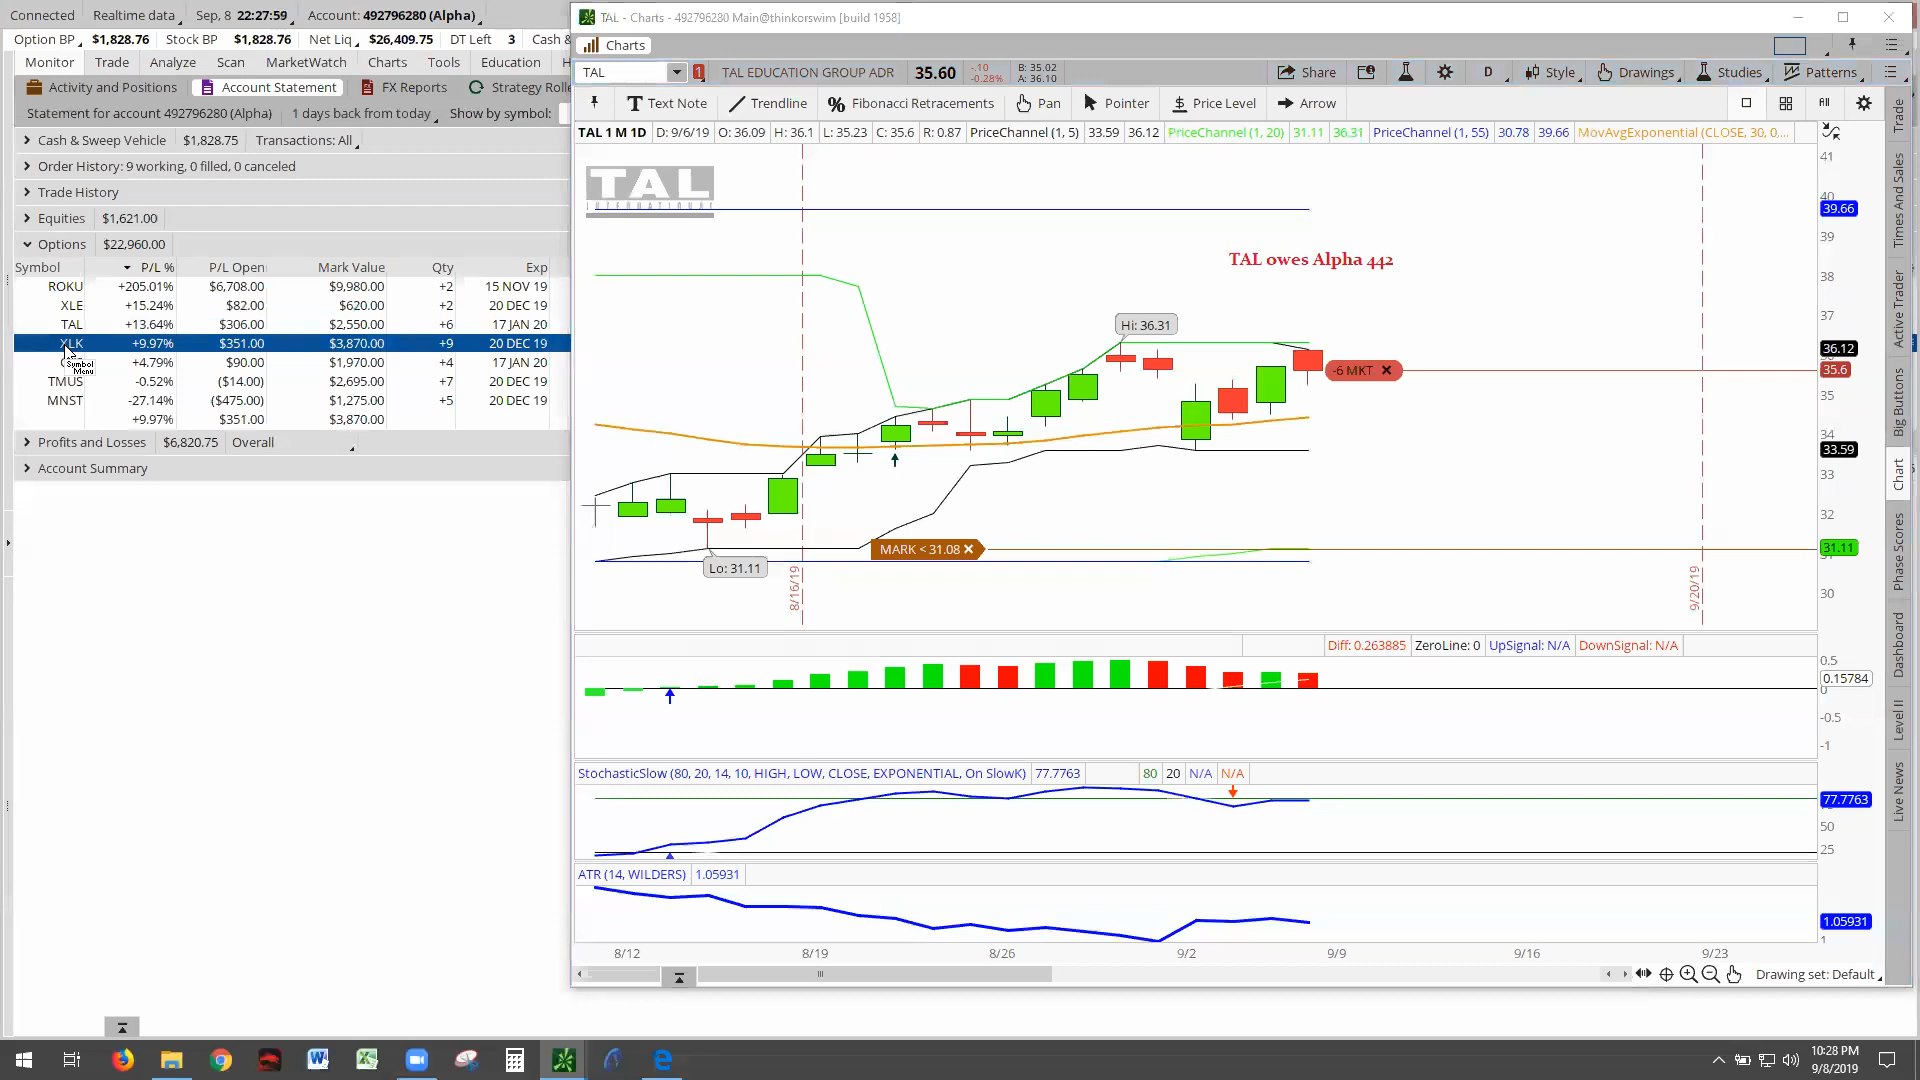 Connected Realtime data Sep, 8 22:27:59 Account: 492796280 (Alpha)
Option BP $1,828.76 Stock BP $1,828.76 Net Liq $26,409.75 DT Left 3 Cash &
Monitor Trade Analyze Scan MarketWatch Charts Tools Education H
Activity and Positions Account Statement FX Reports Strategy Rolle
Statement for account 492796280 (Alpha) 1 days back from today Show by symbol:
Cash & Sweep Vehicle $1,828.75 Transactions: All
Order History: 9 working, 0 filled, 0 canceled
Trade History
Equities $1,621.00
Options $22,960.00
Symbol P/L % P/L Open Mark Value Qty Exp
ROKU +205.01% $6,708.00 $9,980.00 +2 15 NOV 19
XLE +15.24% $82.00 $620.00 +2 20 DEC 19
TAL +13.64% $306.00 $2,550.00 +6 17 JAN 20
XLK +9.97% $351.00 $3,870.00 +9 20 DEC 19
+4.79% $90.00 $1,970.00 +4 17 JAN 20
Symbol Menu
TMUS -0.52% ($14.00) $2,695.00 +7 20 DEC 19
MNST -27.14% ($475.00) $1,275.00 +5 20 DEC 19
+9.97% $351.00 $3,870.00
Profits and Losses $6,820.75 Overall
Account Summary
TAL - Charts - 492796280 Main@thinkorswim [build 1958]
Charts
TAL 1 TAL EDUCATION GROUP ADR 35.60 -.10 -0.28% B: 35.02 A: 36.10 Share D Style Drawings Studies Patterns
Text Note Trendline Fibonacci Retracements Pan Pointer Price Level Arrow All
TAL 1 M 1D D: 9/6/19 O: 36.09 H: 36.1 L: 35.23 C: 35.6 R: 0.87 PriceChannel (1, 5) 33.59 36.12 PriceChannel (1, 20) 31.11 36.31 PriceChannel (1, 55) 30.78 39.66 MovAvgExponential (CLOSE, 30, 0....
TAL
INTERNATIONAL
TAL owes Alpha 442
Hi: 36.31
-6 MKT
MARK < 31.08
Lo: 31.11
8/16/19
9/20/19
41
40
39.66
39
38
37
36.12
35.6
35
34
33.59
33
32
31.11
30
Diff: 0.263885 ZeroLine: 0 UpSignal: N/A DownSignal: N/A
0.5
0.15784
0
-0.5
-1
StochasticSlow (80, 20, 14, 10, HIGH, LOW, CLOSE, EXPONENTIAL, On SlowK) 77.7763 80 20 N/A N/A
77.7763
50
25
ATR (14, WILDERS) 1.05931
1.05931
1
8/12 8/19 8/26 9/2 9/9 9/16 9/23
Drawing set: Default
Trade
Times And Sales
Active Trader
Big Buttons
Chart
Phase Scores
Dashboard
Level II
Live News
10:28 PM
9/8/2019